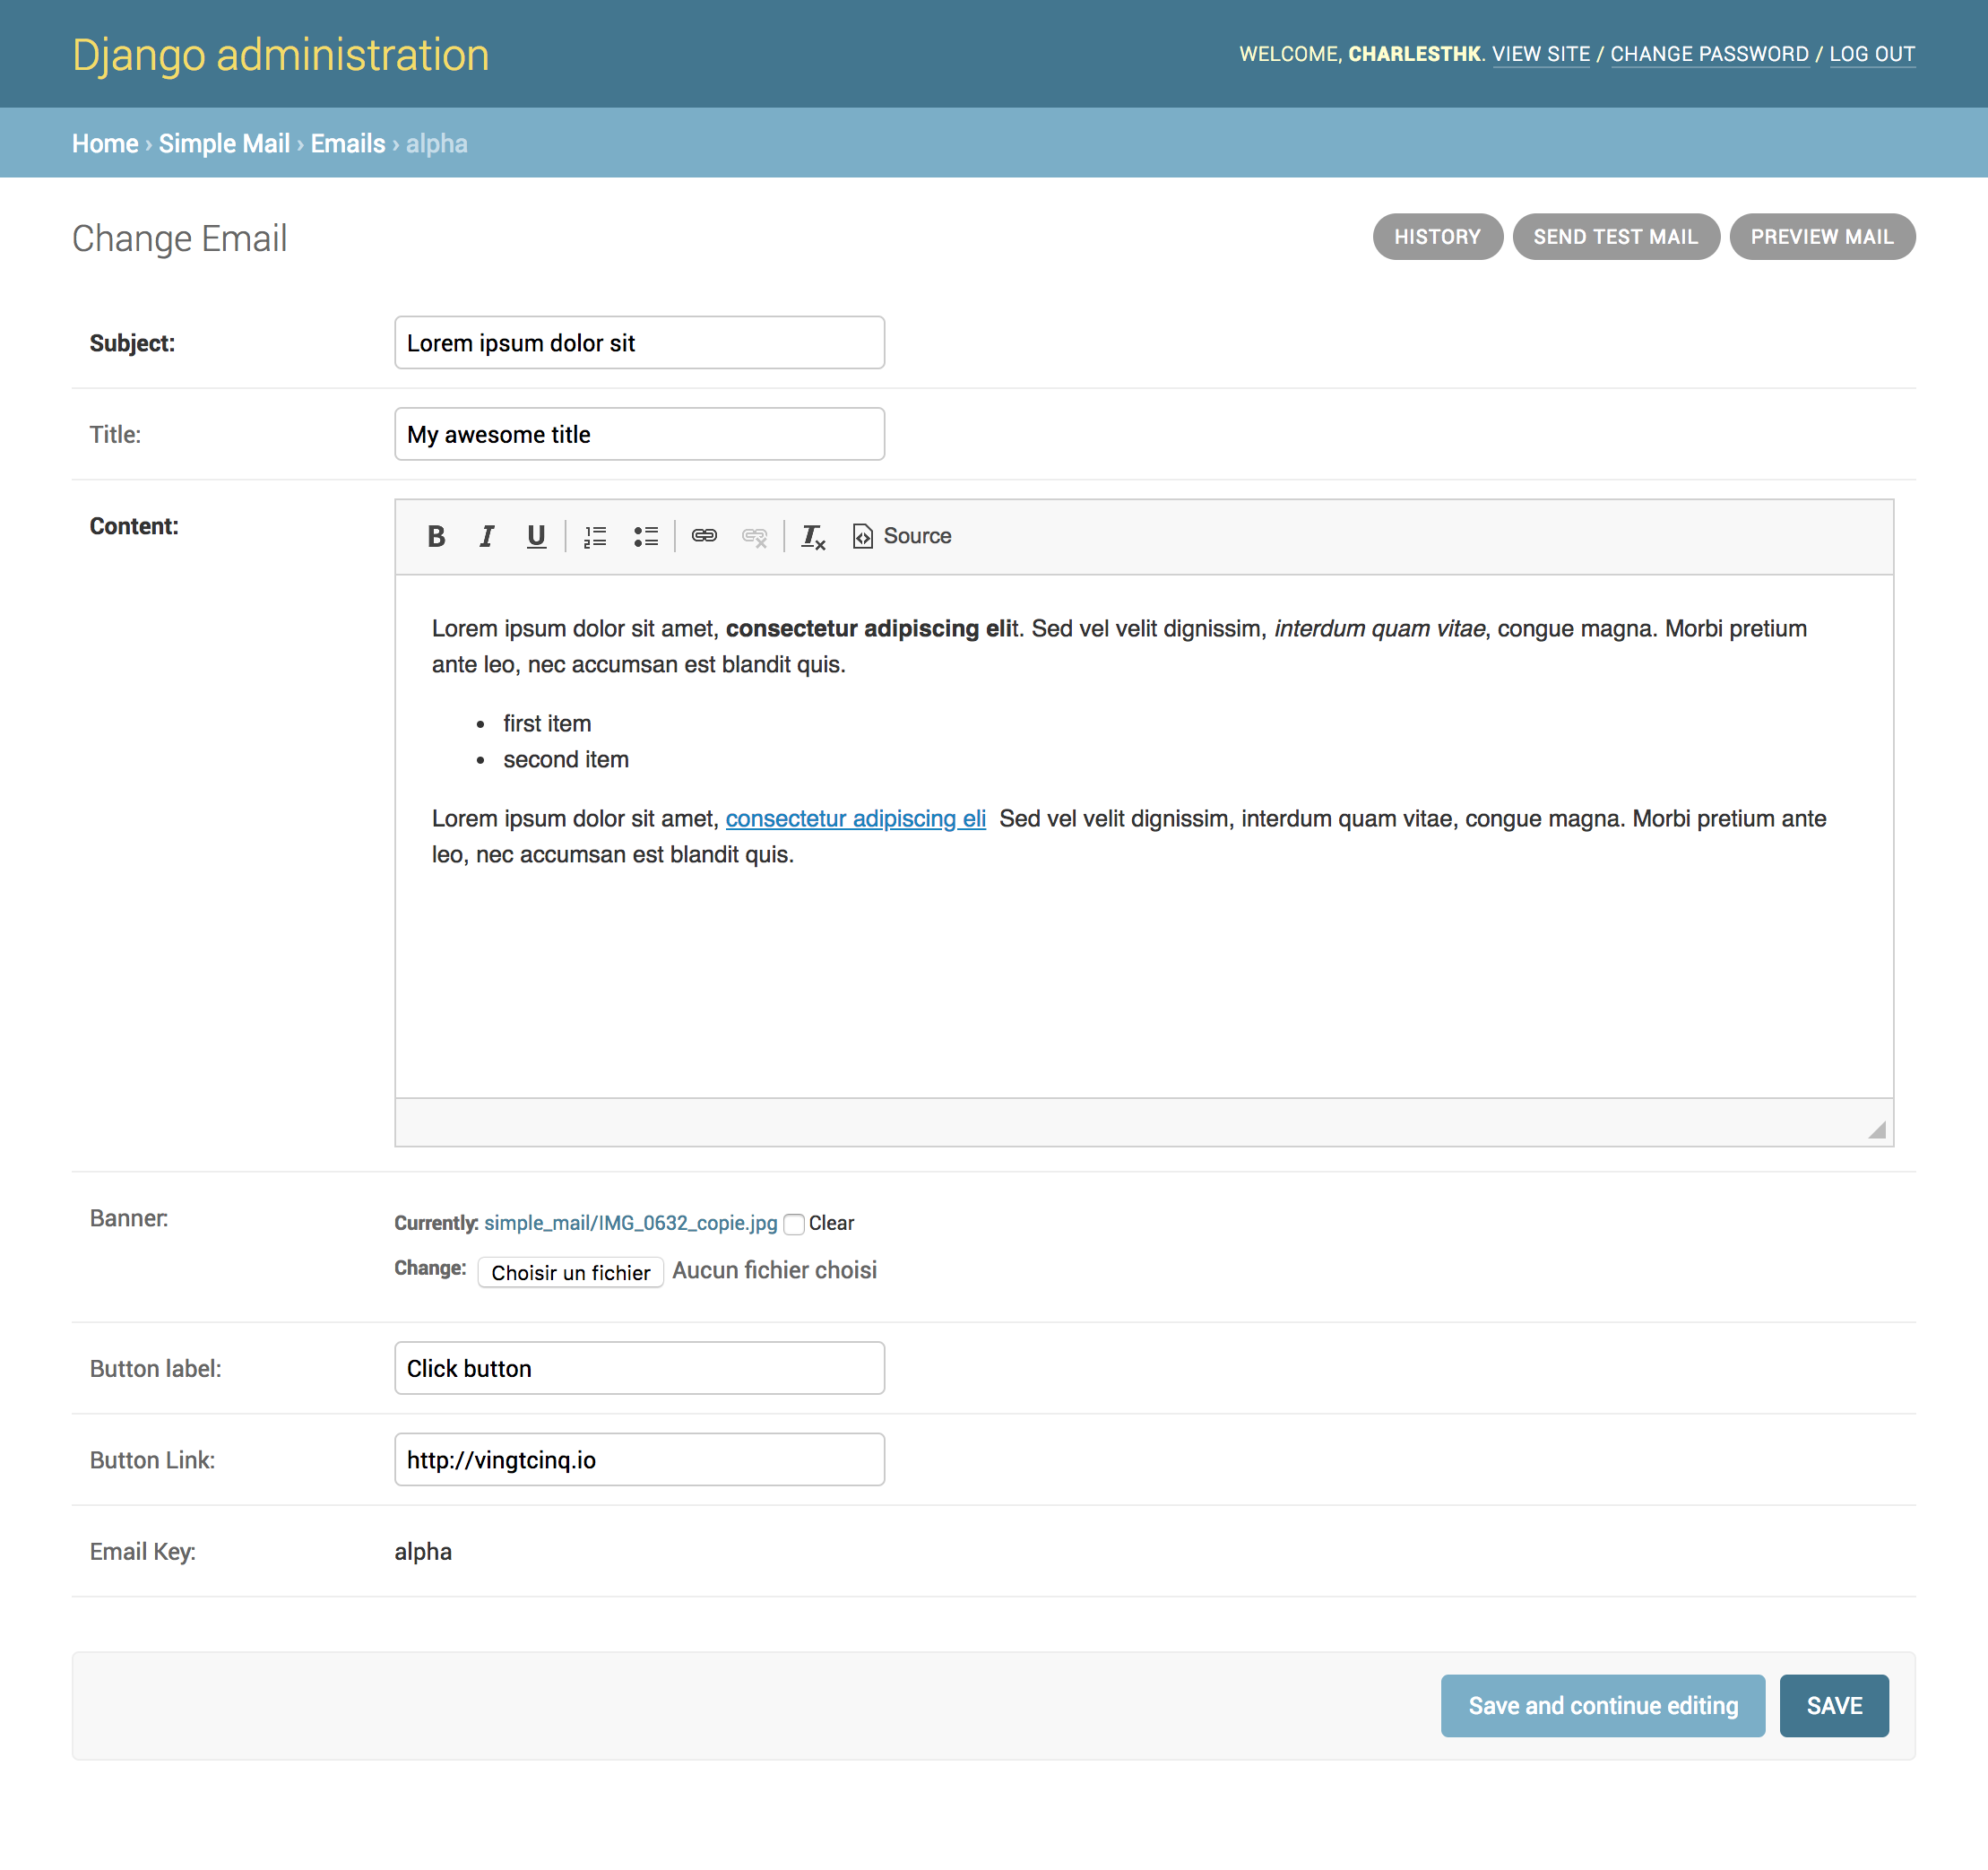 Django administration
WELCOME, CHARLESTHK. VIEW SITE / CHANGE PASSWORD / LOG OUT
Home › Simple Mail › Emails › alpha
Change Email
HISTORY
SEND TEST MAIL
PREVIEW MAIL
Subject:
Lorem ipsum dolor sit
Title:
My awesome title
Content:
B I U Source
Lorem ipsum dolor sit amet, consectetur adipiscing elit. Sed vel velit dignissim, interdum quam vitae, congue magna. Morbi pretium
ante leo, nec accumsan est blandit quis.
• first item
• second item
Lorem ipsum dolor sit amet, consectetur adipiscing eli  Sed vel velit dignissim, interdum quam vitae, congue magna. Morbi pretium ante
leo, nec accumsan est blandit quis.
Banner:
Currently: simple_mail/IMG_0632_copie.jpg Clear
Change: Choisir un fichier Aucun fichier choisi
Button label:
Click button
Button Link:
http://vingtcinq.io
Email Key:
alpha
Save and continue editing
SAVE